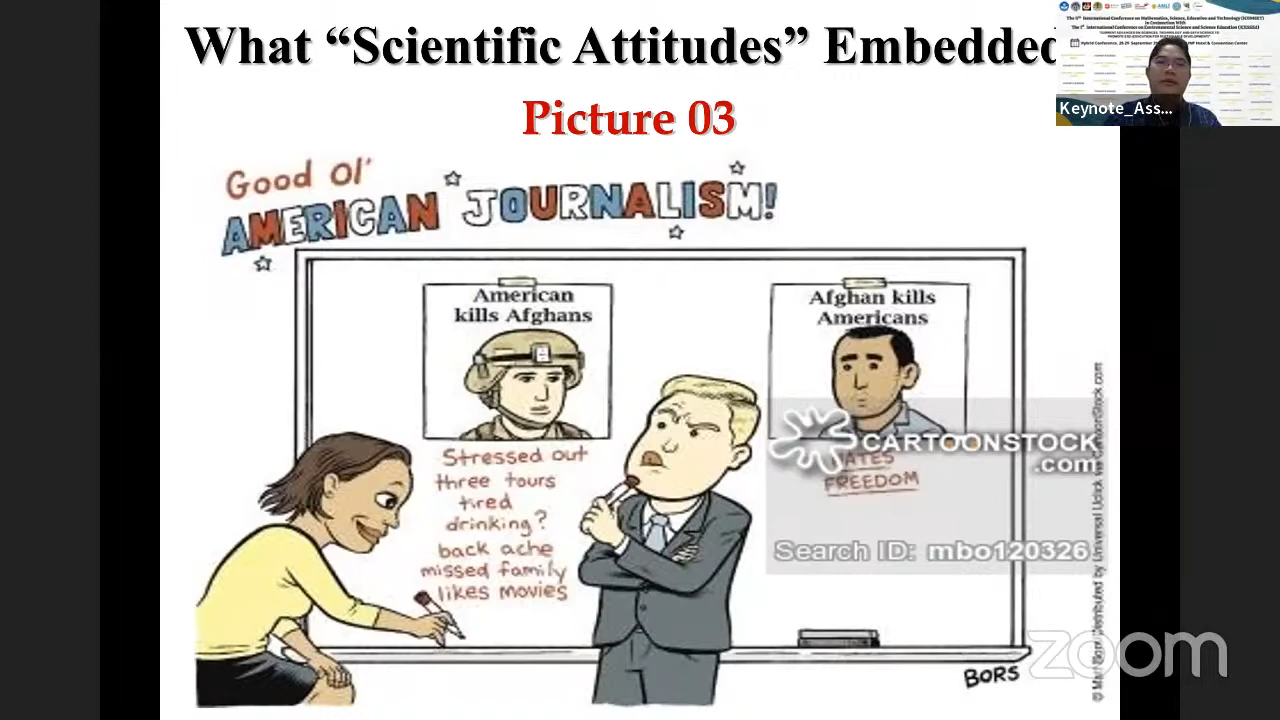 What “Scientific Attitudes” Embedded
Picture 03
Keynote_Ass...
Good Ol'
AMERICAN JOURNALISM!
American
kills Afghans
Afghan kills
Americans
Stressed out
three tours
tired
drinking?
back ache
missed family
likes movies
HATES
FREEDOM
CARTOONSTOCK
.com
Search ID: mbo120326
BORS
zoom